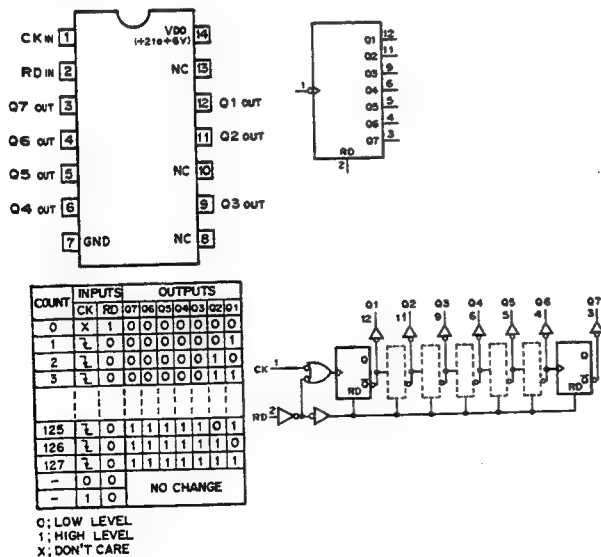 CK IN 1
RD IN 2
Q7 OUT 3
Q6 OUT 4
Q5 OUT 5
Q4 OUT 6
7 GND
VDD 14
(+2to+6V)
NC 13
12 Q1 OUT
11 Q2 OUT
NC 10
9 Q3 OUT
NC 8
1
Q1 12
Q2 11
Q3 9
Q4 6
Q5 5
Q6 4
Q7 3
RD
2
COUNT INPUTS OUTPUTS
CK RD Q7 Q6 Q5 Q4 Q3 Q2 Q1
0 X 1 0 0 0 0 0 0 0
1 0 0 0 0 0 0 0 1
2 0 0 0 0 0 0 1 0
3 0 0 0 0 0 0 1 1
125 0 1 1 1 1 1 0 1
126 0 1 1 1 1 1 1 0
127 0 1 1 1 1 1 1 1
- 0 0 NO CHANGE
- 1 0
0; LOW LEVEL
1; HIGH LEVEL
X; DON'T CARE
Q1 Q2 Q3 Q4 Q5 Q6 Q7
12 11 9 6 5 4 3
CK 1
Q
Q̅
RD
Q
Q̅
RD
RD 2